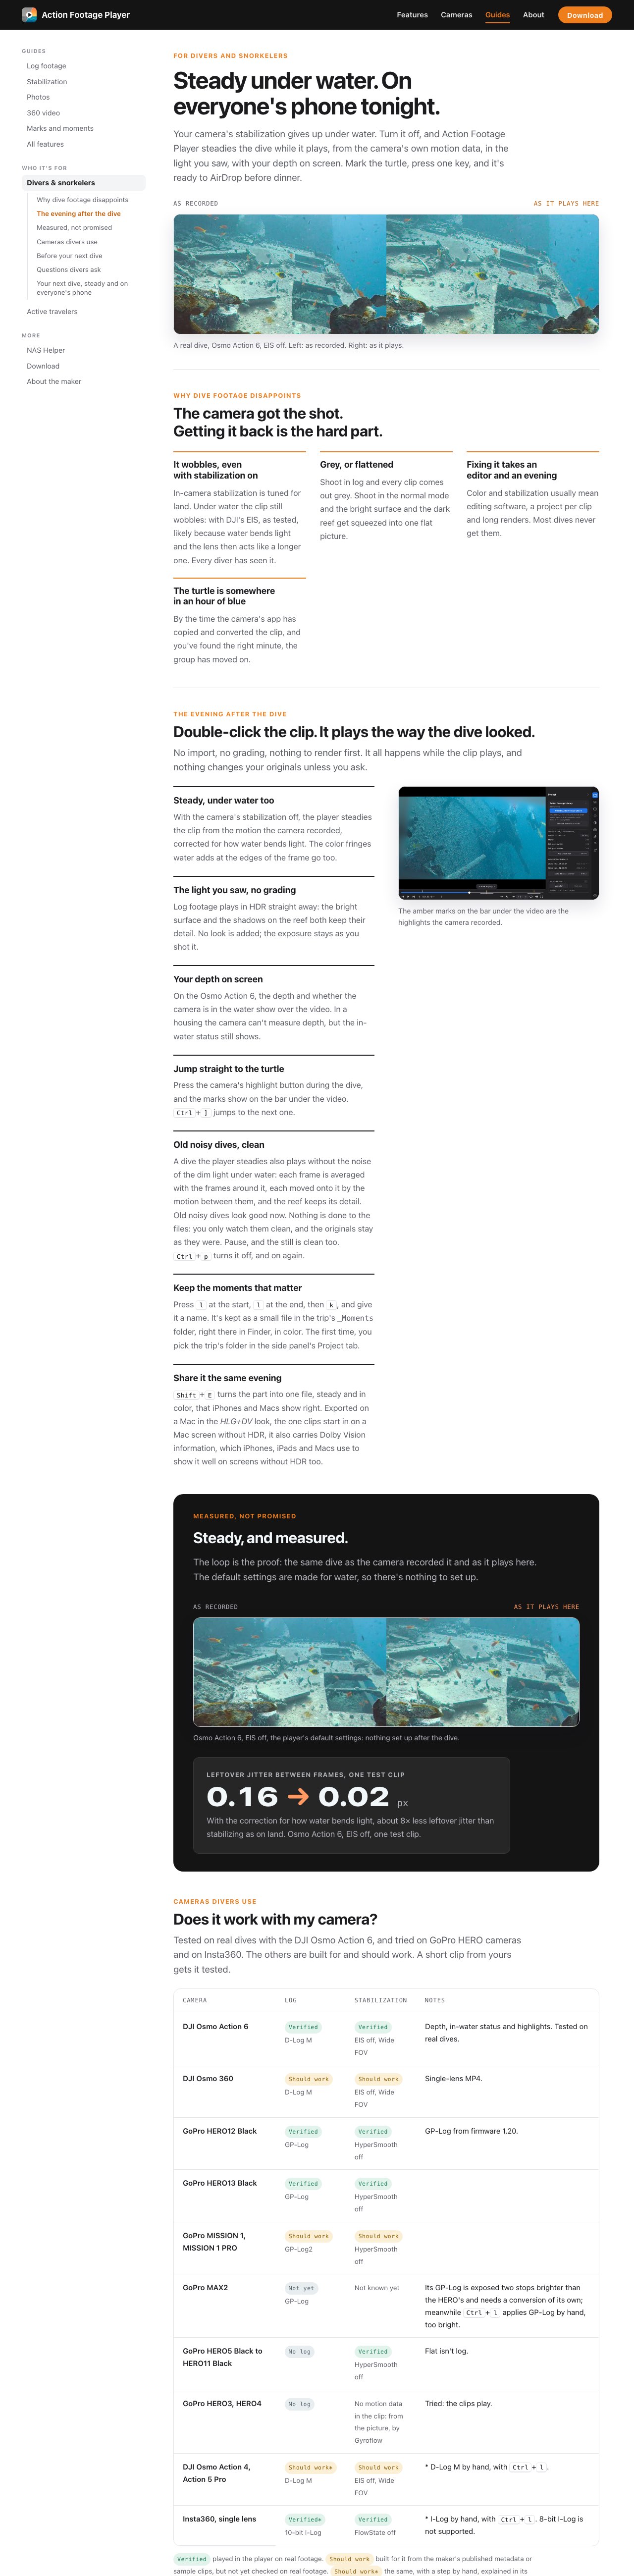 Action Footage Player
Features
Cameras
Guides
About
Download
GUIDES
Log footage
Stabilization
Photos
360 video
Marks and moments
All features
WHO IT'S FOR
Divers & snorkelers
Why dive footage disappoints
The evening after the dive
Measured, not promised
Cameras divers use
Before your next dive
Questions divers ask
Your next dive, steady and on
everyone's phone
Active travelers
MORE
NAS Helper
Download
About the maker
FOR DIVERS AND SNORKELERS
Steady under water. On
everyone's phone tonight.
Your camera's stabilization gives up under water. Turn it off, and Action Footage
Player steadies the dive while it plays, from the camera's own motion data, in the
light you saw, with your depth on screen. Mark the turtle, press one key, and it's
ready to AirDrop before dinner.
AS RECORDED
AS IT PLAYS HERE
A real dive, Osmo Action 6, EIS off. Left: as recorded. Right: as it plays.
WHY DIVE FOOTAGE DISAPPOINTS
The camera got the shot.
Getting it back is the hard part.
It wobbles, even
with stabilization on
In-camera stabilization is tuned for
land. Under water the clip still
wobbles: with DJI's EIS, as tested,
likely because water bends light
and the lens then acts like a longer
one. Every diver has seen it.
Grey, or flattened
Shoot in log and every clip comes
out grey. Shoot in the normal mode
and the bright surface and the dark
reef get squeezed into one flat
picture.
Fixing it takes an
editor and an evening
Color and stabilization usually mean
editing software, a project per clip
and long renders. Most dives never
get them.
The turtle is somewhere
in an hour of blue
By the time the camera's app has
copied and converted the clip, and
you've found the right minute, the
group has moved on.
THE EVENING AFTER THE DIVE
Double-click the clip. It plays the way the dive looked.
No import, no grading, nothing to render first. It all happens while the clip plays, and
nothing changes your originals unless you ask.
Steady, under water too
With the camera's stabilization off, the player steadies
the clip from the motion the camera recorded,
corrected for how water bends light. The color fringes
water adds at the edges of the frame go too.
The light you saw, no grading
Log footage plays in HDR straight away: the bright
surface and the shadows on the reef both keep their
detail. No look is added; the exposure stays as you
shot it.
Your depth on screen
On the Osmo Action 6, the depth and whether the
camera is in the water show over the video. In a
housing the camera can't measure depth, but the in-
water status still shows.
Jump straight to the turtle
Press the camera's highlight button during the dive,
and the marks show on the bar under the video.
Ctrl + ] jumps to the next one.
Old noisy dives, clean
A dive the player steadies also plays without the noise
of the dim light under water: each frame is averaged
with the frames around it, each moved onto it by the
motion between them, and the reef keeps its detail.
Old noisy dives look good now. Nothing is done to the
files: you only watch them clean, and the originals stay
as they were. Pause, and the still is clean too.
Ctrl + p turns it off, and on again.
Keep the moments that matter
Press l at the start, l at the end, then k, and give
it a name. It's kept as a small file in the trip's _Moments
folder, right there in Finder, in color. The first time, you
pick the trip's folder in the side panel's Project tab.
Share it the same evening
Shift + E turns the part into one file, steady and in
color, that iPhones and Macs show right. Exported on
a Mac in the HLG+DV look, the one clips start in on a
Mac screen without HDR, it also carries Dolby Vision
information, which iPhones, iPads and Macs use to
show it well on screens without HDR too.
The amber marks on the bar under the video are the
highlights the camera recorded.
MEASURED, NOT PROMISED
Steady, and measured.
The loop is the proof: the same dive as the camera recorded it and as it plays here.
The default settings are made for water, so there's nothing to set up.
AS RECORDED
AS IT PLAYS HERE
Osmo Action 6, EIS off, the player's default settings: nothing set up after the dive.
LEFTOVER JITTER BETWEEN FRAMES, ONE TEST CLIP
0.16 → 0.02 px
With the correction for how water bends light, about 8× less leftover jitter than
stabilizing as on land. Osmo Action 6, EIS off, one test clip.
CAMERAS DIVERS USE
Does it work with my camera?
Tested on real dives with the DJI Osmo Action 6, and tried on GoPro HERO cameras
and on Insta360. The others are built for and should work. A short clip from yours
gets it tested.
CAMERA LOG STABILIZATION NOTES
DJI Osmo Action 6
Verified
D-Log M
Verified
EIS off, Wide
FOV
Depth, in-water status and highlights. Tested on
real dives.
DJI Osmo 360
Should work
D-Log M
Should work
EIS off, Wide
FOV
Single-lens MP4.
GoPro HERO12 Black
Verified
GP-Log
Verified
HyperSmooth
off
GP-Log from firmware 1.20.
GoPro HERO13 Black
Verified
GP-Log
Verified
HyperSmooth
off
GoPro MISSION 1,
MISSION 1 PRO
Should work
GP-Log2
Should work
HyperSmooth
off
GoPro MAX2
Not yet
GP-Log
Not known yet
Its GP-Log is exposed two stops brighter than
the HERO's and needs a conversion of its own;
meanwhile Ctrl + l applies GP-Log by hand,
too bright.
GoPro HERO5 Black to
HERO11 Black
No log
Verified
HyperSmooth
off
Flat isn't log.
GoPro HERO3, HERO4
No log
No motion data
in the clip: from
the picture, by
Gyroflow
Tried: the clips play.
DJI Osmo Action 4,
Action 5 Pro
Should work*
D-Log M
Should work
EIS off, Wide
FOV
* D-Log M by hand, with Ctrl + l.
Insta360, single lens
Verified*
10-bit I-Log
Verified
FlowState off
* I-Log by hand, with Ctrl + l. 8-bit I-Log is
not supported.
Verified played in the player on real footage. Should work built for it from the maker's published metadata or
sample clips, but not yet checked on real footage. Should work* the same, with a step by hand, explained in its